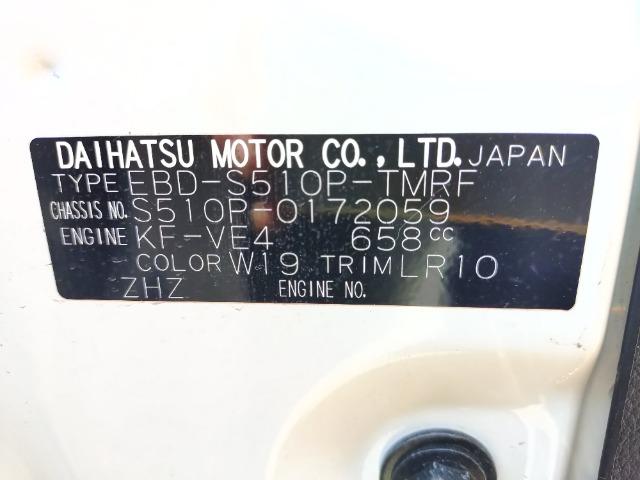 DAIHATSU MOTOR CO., LTD. JAPAN
TYPE EBD-S510P-TMRF
CHASSIS NO. S510P-0172059
ENGINE KF-VE4 658CC
COLOR W19 TRIM LR10
ZHZ ENGINE NO.